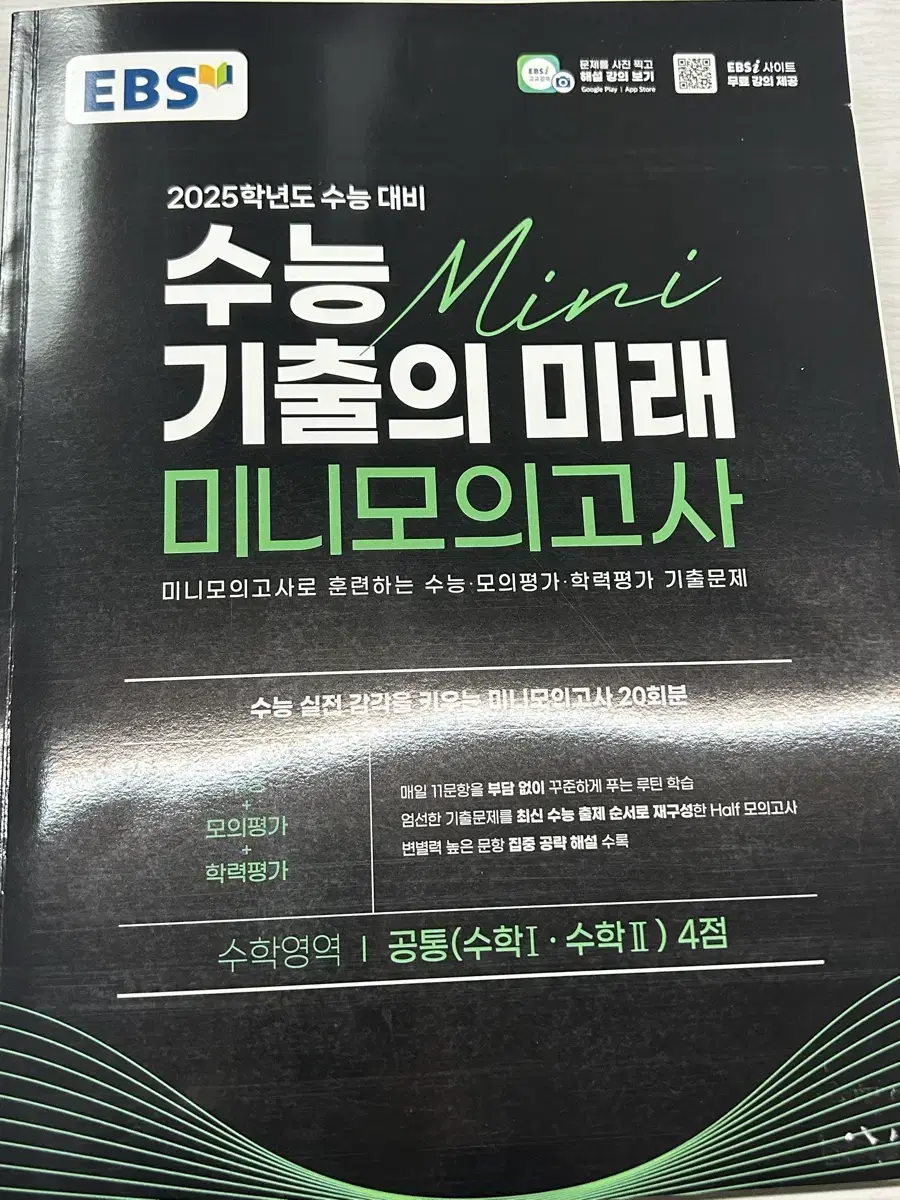 EBS
EBSi
고교강의
문제를 사진 찍고
해설 강의 보기
Google Play | App Store
EBSi 사이트
무료 강의 제공
2025학년도 수능 대비
수능 Mini
기출의 미래
미니모의고사
미니모의고사로 훈련하는 수능·모의평가·학력평가 기출문제
수능 실전 감각을 키우는 미니모의고사 20회분
+
모의평가
+
학력평가
매일 11문항을 부담 없이 꾸준하게 푸는 루틴 학습
엄선한 기출문제를 최신 수능 출제 순서로 재구성한 Half 모의고사
변별력 높은 문항 집중 공략 해설 수록
수학영역 | 공통(수학Ⅰ·수학Ⅱ) 4점